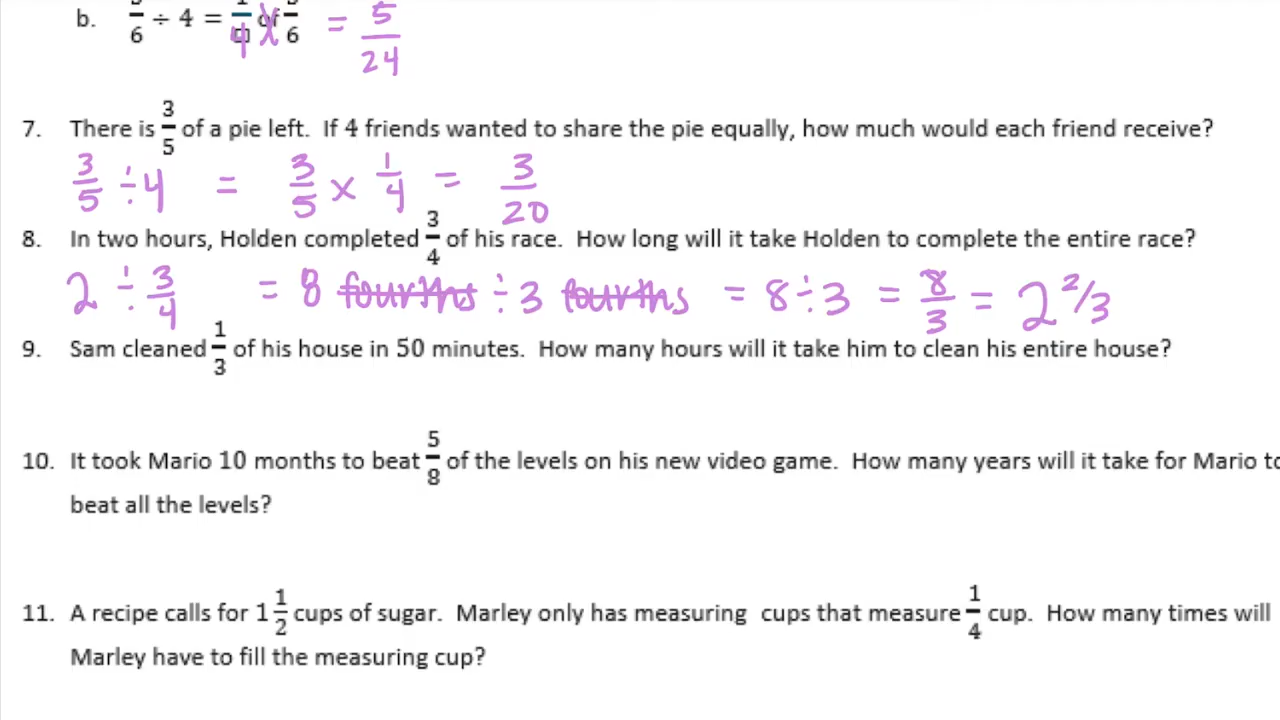 b. 5/6 ÷ 4 = 1/4 × of 5/6 = 5/24
7. There is 3/5 of a pie left. If 4 friends wanted to share the pie equally, how much would each friend receive?
3/5 ÷ 4 = 3/5 × 1/4 = 3/20
8. In two hours, Holden completed 3/4 of his race. How long will it take Holden to complete the entire race?
2 ÷ 3/4 = 8 fourths ÷ 3 fourths = 8 ÷ 3 = 8/3 = 2 2/3
9. Sam cleaned 1/3 of his house in 50 minutes. How many hours will it take him to clean his entire house?
10. It took Mario 10 months to beat 5/8 of the levels on his new video game. How many years will it take for Mario to
beat all the levels?
11. A recipe calls for 1 1/2 cups of sugar. Marley only has measuring cups that measure 1/4 cup. How many times will
Marley have to fill the measuring cup?